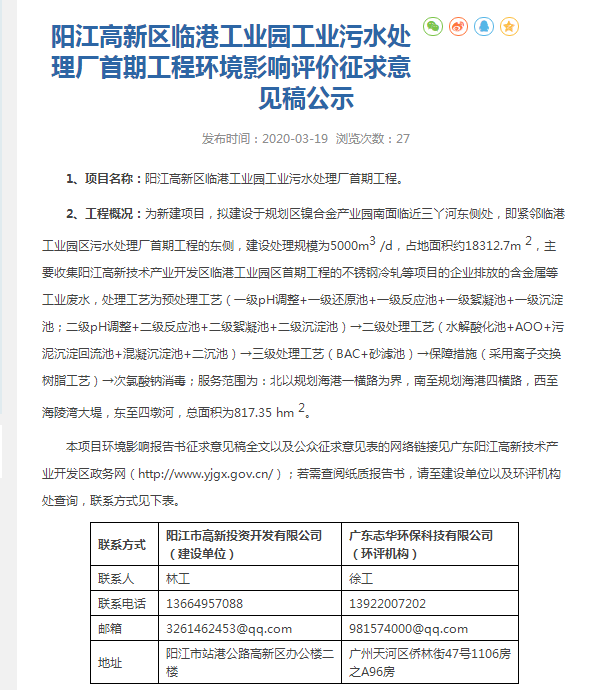 阳江高新区临港工业园工业污水处
理厂首期工程环境影响评价征求意
见稿公示
发布时间：2020-03-19 浏览次数：27
1、项目名称：阳江高新区临港工业园工业污水处理厂首期工程。
2、工程概况：为新建项目，拟建设于规划区镍合金产业园南面临近三丫河东侧处，即紧邻临港
工业园区污水处理厂首期工程的东侧，建设处理规模为5000m3 /d，占地面积约18312.7m 2，主
要收集阳江高新技术产业开发区临港工业园区首期工程的不锈钢冷轧等项目的企业排放的含金属等
工业废水，处理工艺为预处理工艺（一级pH调整+一级还原池+一级反应池+一级絮凝池+一级沉淀
池；二级pH调整+二级反应池+二级絮凝池+二级沉淀池）→二级处理工艺（水解酸化池+AOO+污
泥沉淀回流池+混凝沉淀池+二沉池）→三级处理工艺（BAC+砂滤池）→保障措施（采用离子交换
树脂工艺）→次氯酸钠消毒；服务范围为：北以规划海港一横路为界，南至规划海港四横路，西至
海陵湾大堤，东至四墩河，总面积为817.35 hm 2。
本项目环境影响报告书征求意见稿全文以及公众征求意见表的网络链接见广东阳江高新技术产
业开发区政务网（http://www.yjgx.gov.cn/）；若需查阅纸质报告书，请至建设单位以及环评机构
处查询，联系方式见下表。
联系方式 阳江市高新投资开发有限公司（建设单位） 广东志华环保科技有限公司（环评机构）
联系人 林工 徐工
联系电话 13664957088 13922007202
邮箱 3261462453@qq.com 981574000@qq.com
地址 阳江市站港公路高新区办公楼二楼 广州天河区侨林街47号1106房之A96房